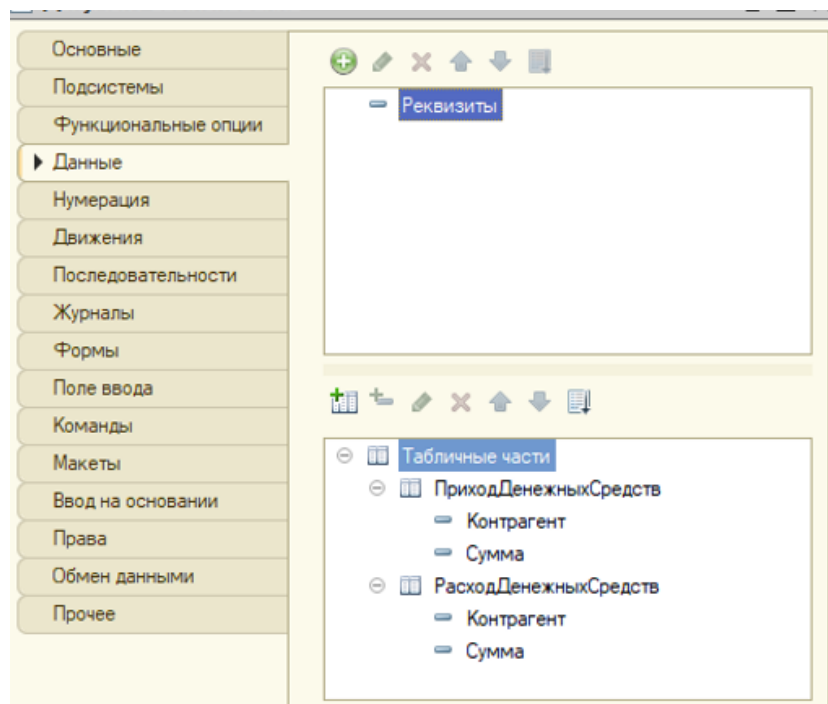 Основные
Подсистемы
Функциональные опции
Данные
Нумерация
Движения
Последовательности
Журналы
Формы
Поле ввода
Команды
Макеты
Ввод на основании
Права
Обмен данными
Прочее
Реквизиты
Табличные части
ПриходДенежныхСредств
Контрагент
Сумма
РасходДенежныхСредств
Контрагент
Сумма